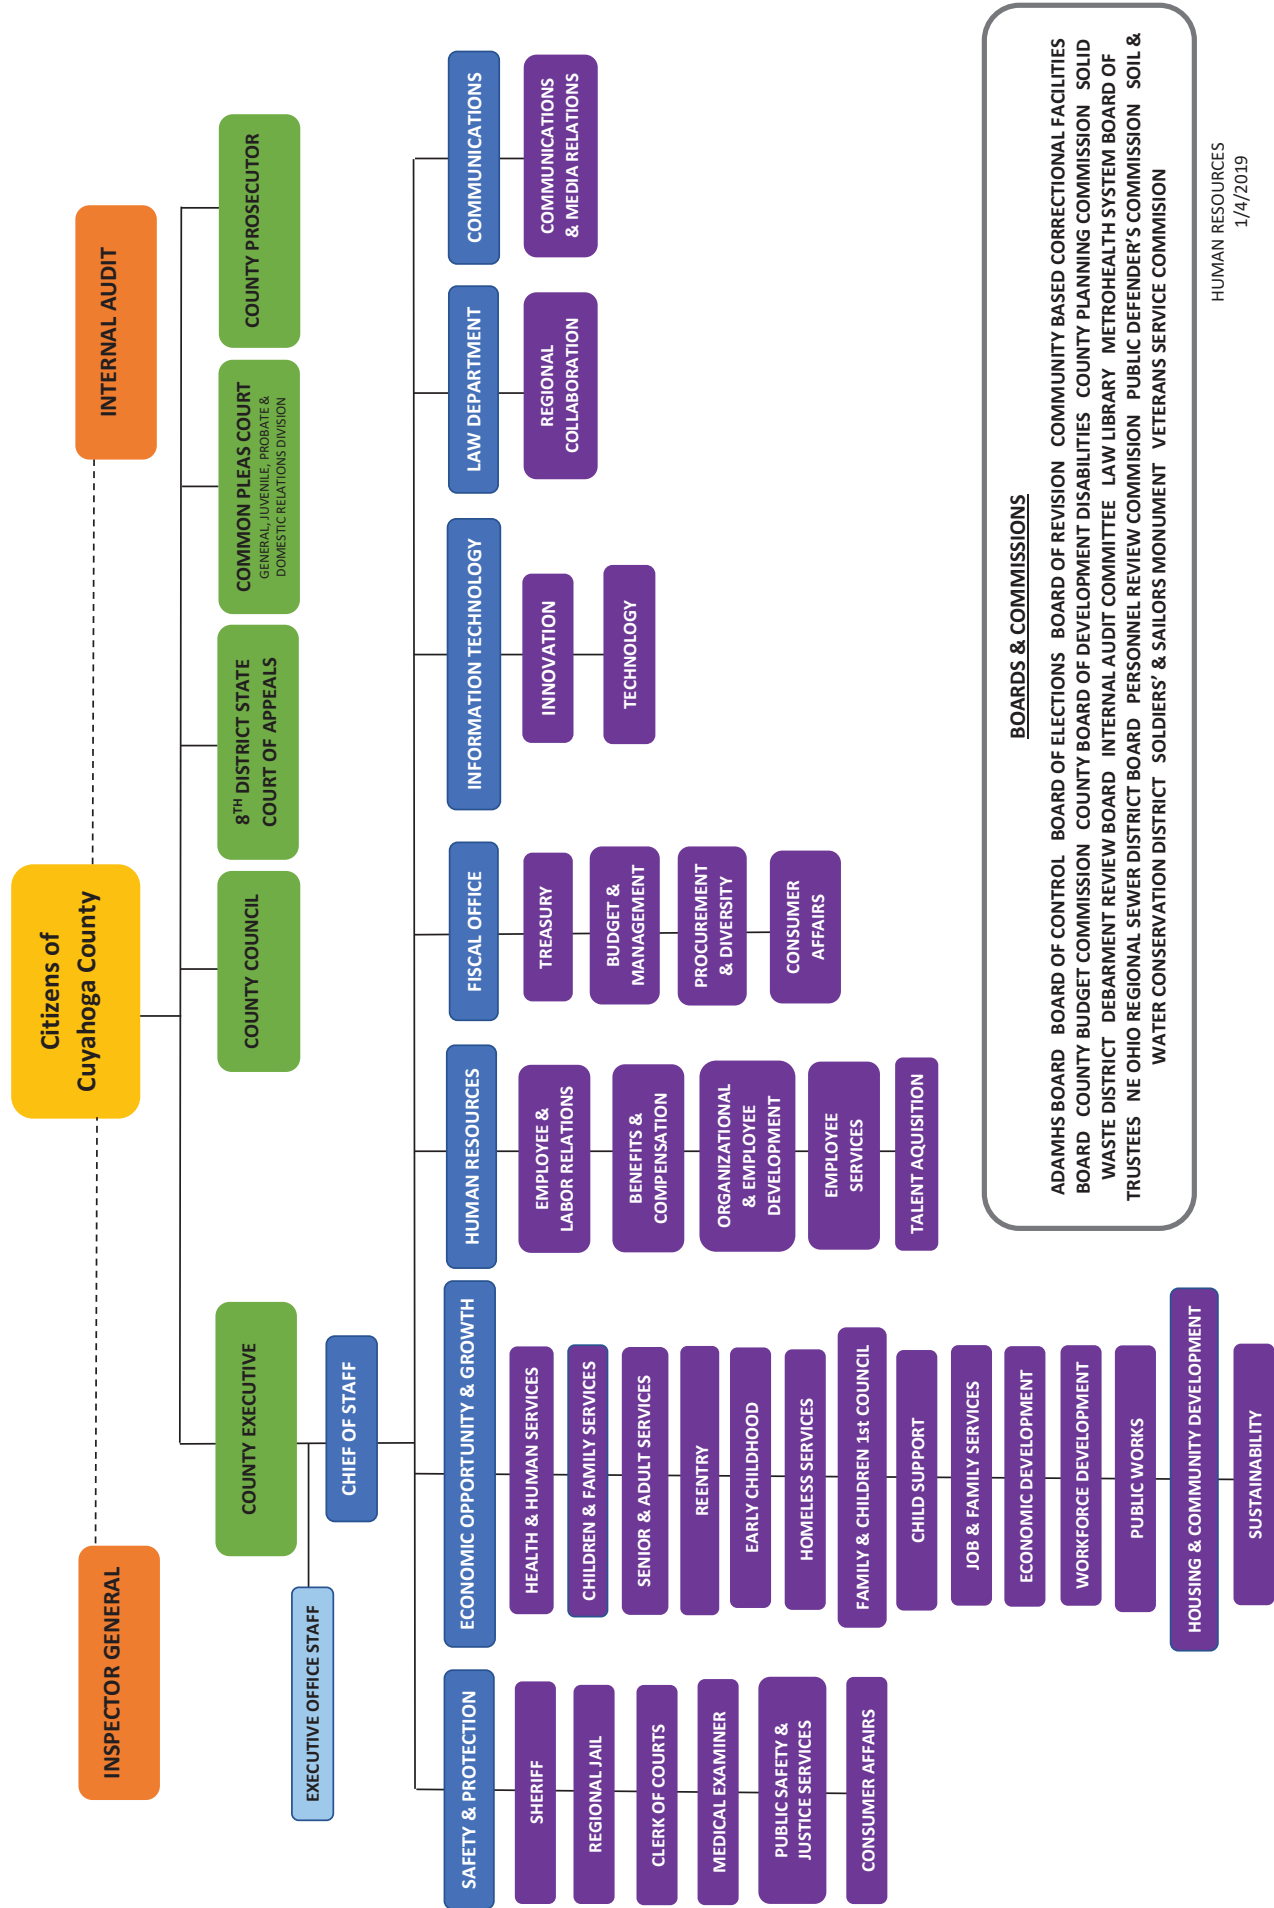 Citizens of
Cuyahoga County
INSPECTOR GENERAL
INTERNAL AUDIT
COUNTY EXECUTIVE
COUNTY COUNCIL
8TH DISTRICT STATE
COURT OF APPEALS
COMMON PLEAS COURT
GENERAL, JUVENILE, PROBATE &
DOMESTIC RELATIONS DIVISION
COUNTY PROSECUTOR
EXECUTIVE OFFICE STAFF
CHIEF OF STAFF
SAFETY & PROTECTION
SHERIFF
REGIONAL JAIL
CLERK OF COURTS
MEDICAL EXAMINER
PUBLIC SAFETY &
JUSTICE SERVICES
CONSUMER AFFAIRS
ECONOMIC OPPORTUNITY & GROWTH
HEALTH & HUMAN SERVICES
CHILDREN & FAMILY SERVICES
SENIOR & ADULT SERVICES
REENTRY
EARLY CHILDHOOD
HOMELESS SERVICES
FAMILY & CHILDREN 1st COUNCIL
CHILD SUPPORT
JOB & FAMILY SERVICES
ECONOMIC DEVELOPMENT
WORKFORCE DEVELOPMENT
PUBLIC WORKS
HOUSING & COMMUNITY DEVELOPMENT
SUSTAINABILITY
HUMAN RESOURCES
EMPLOYEE &
LABOR RELATIONS
BENEFITS &
COMPENSATION
ORGANIZATIONAL
& EMPLOYEE
DEVELOPMENT
EMPLOYEE
SERVICES
TALENT AQUISITION
FISCAL OFFICE
TREASURY
BUDGET &
MANAGEMENT
PROCUREMENT
& DIVERSITY
CONSUMER
AFFAIRS
INFORMATION TECHNOLOGY
INNOVATION
TECHNOLOGY
LAW DEPARTMENT
REGIONAL
COLLABORATION
COMMUNICATIONS
COMMUNICATIONS
& MEDIA RELATIONS
BOARDS & COMMISSIONS
ADAMHS BOARD BOARD OF CONTROL BOARD OF ELECTIONS BOARD OF REVISION COMMUNITY BASED CORRECTIONAL FACILITIES
BOARD COUNTY BUDGET COMMISSION COUNTY BOARD OF DEVELOPMENT DISABILITIES COUNTY PLANNING COMMISSION SOLID
WASTE DISTRICT DEBARMENT REVIEW BOARD INTERNAL AUDIT COMMITTEE LAW LIBRARY METROHEALTH SYSTEM BOARD OF
TRUSTEES NE OHIO REGIONAL SEWER DISTRICT BOARD PERSONNEL REVIEW COMMISION PUBLIC DEFENDER'S COMMISSION SOIL &
WATER CONSERVATION DISTRICT SOLDIERS' & SAILORS MONUMENT VETERANS SERVICE COMMISION
HUMAN RESOURCES
1/4/2019